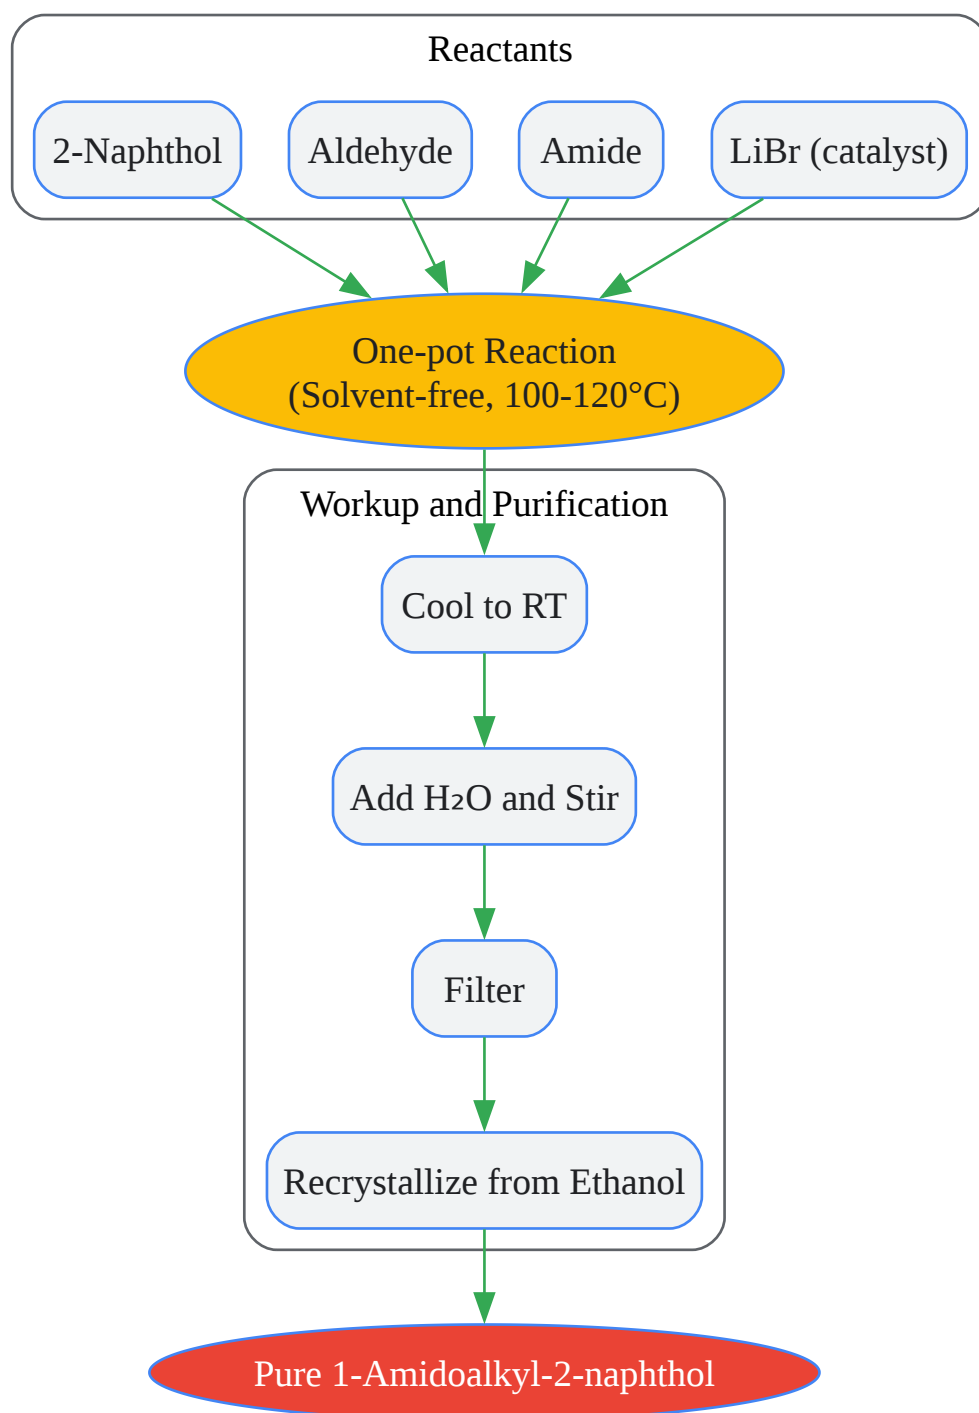 Reactants
2-Naphthol
Aldehyde
Amide
LiBr (catalyst)
One-pot Reaction
(Solvent-free, 100-120°C)
Workup and Purification
Cool to RT
Add H₂O and Stir
Filter
Recrystallize from Ethanol
Pure 1-Amidoalkyl-2-naphthol